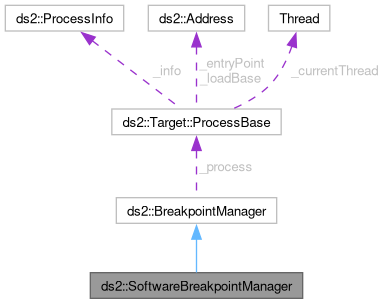 ds2::ProcessInfo
ds2::Address
Thread
_info
_entryPoint
_loadBase
_currentThread
ds2::Target::ProcessBase
_process
ds2::BreakpointManager
ds2::SoftwareBreakpointManager